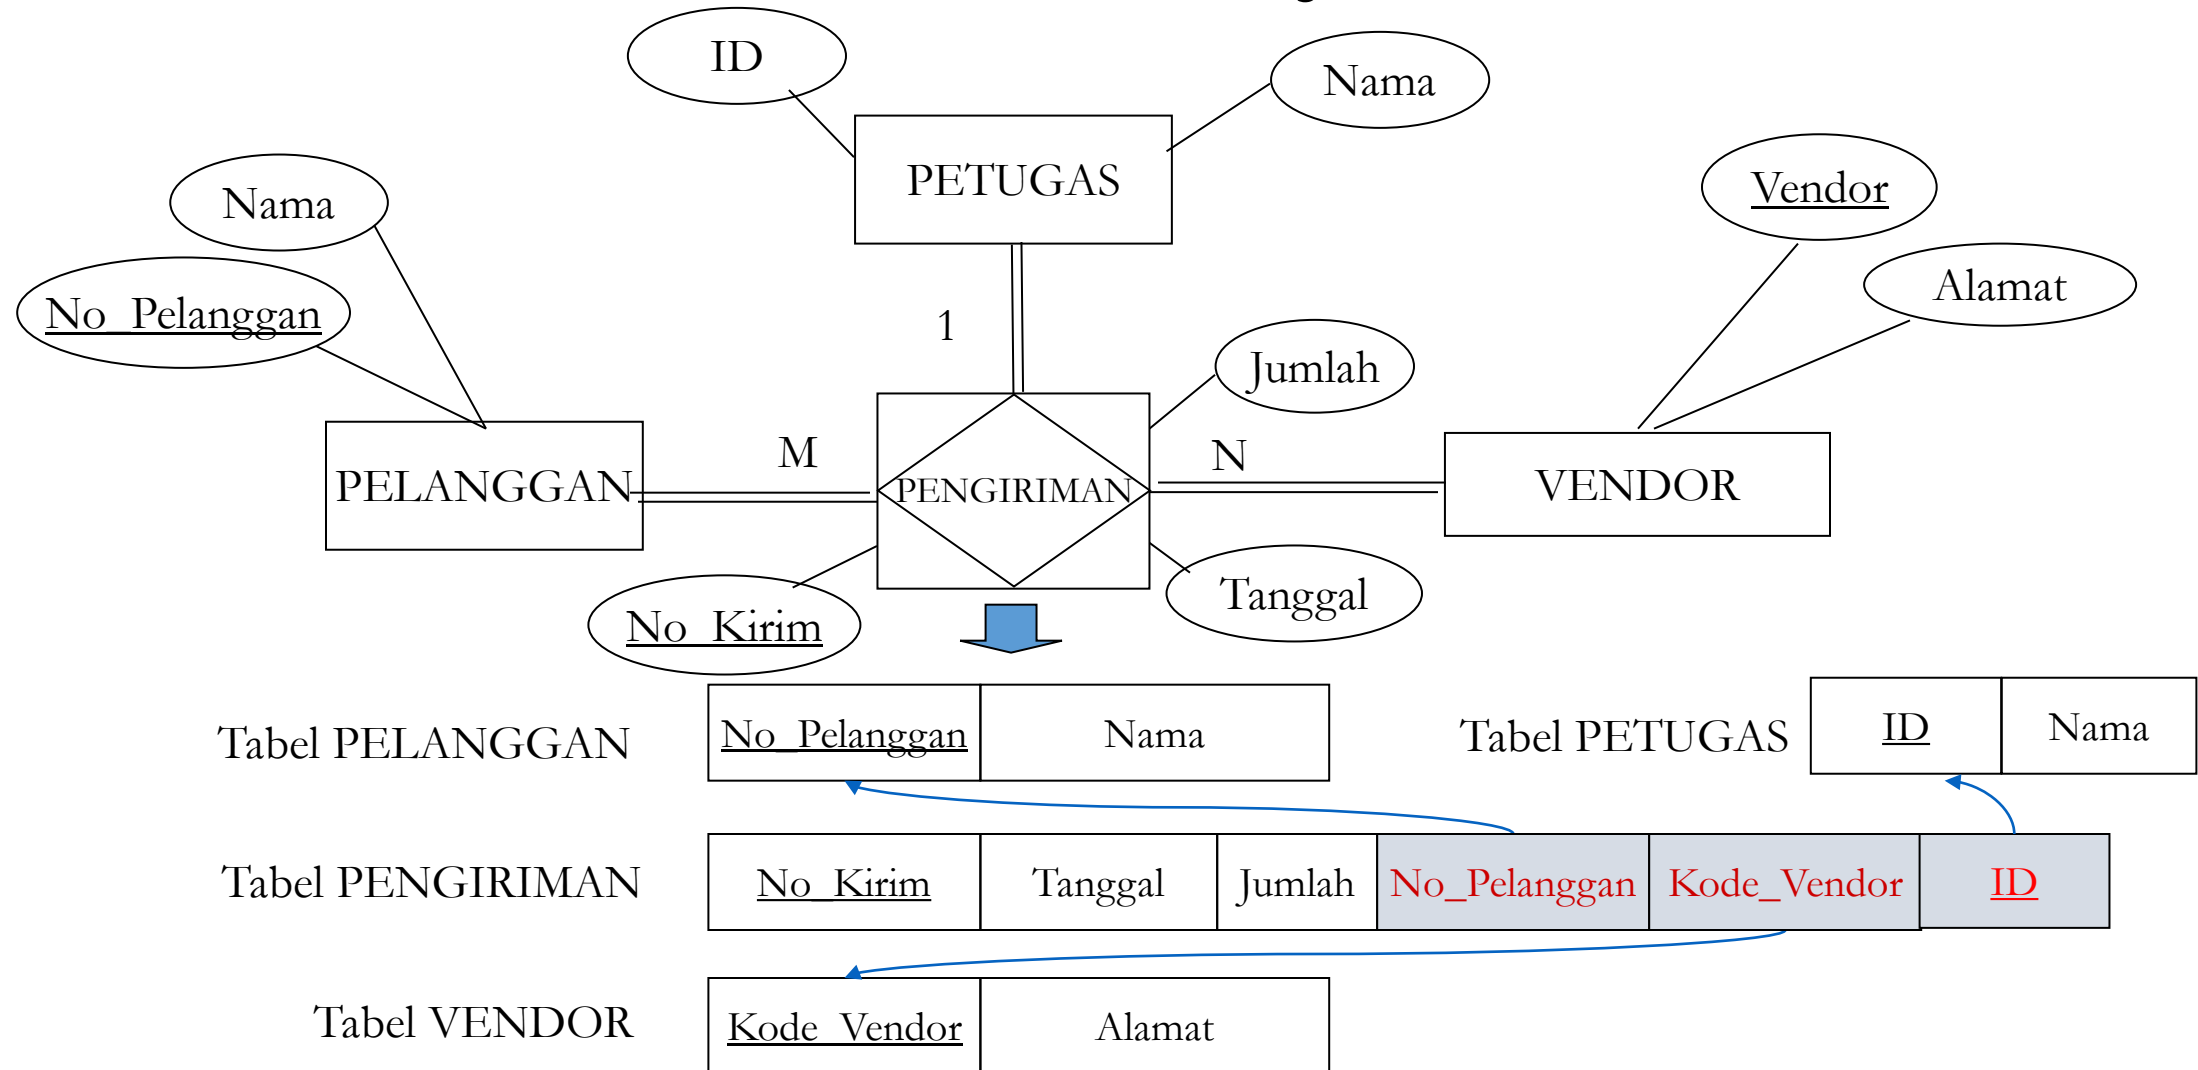 ID
Nama
PETUGAS
Nama
Vendor
No_Pelanggan
Alamat
1
Jumlah
M
N
PELANGGAN
PENGIRIMAN
VENDOR
No_Kirim
Tanggal
Tabel PELANGGAN
No_Pelanggan
Nama
Tabel PETUGAS
ID
Nama
Tabel PENGIRIMAN
No_Kirim
Tanggal
Jumlah
No_Pelanggan
Kode_Vendor
ID
Tabel VENDOR
Kode_Vendor
Alamat